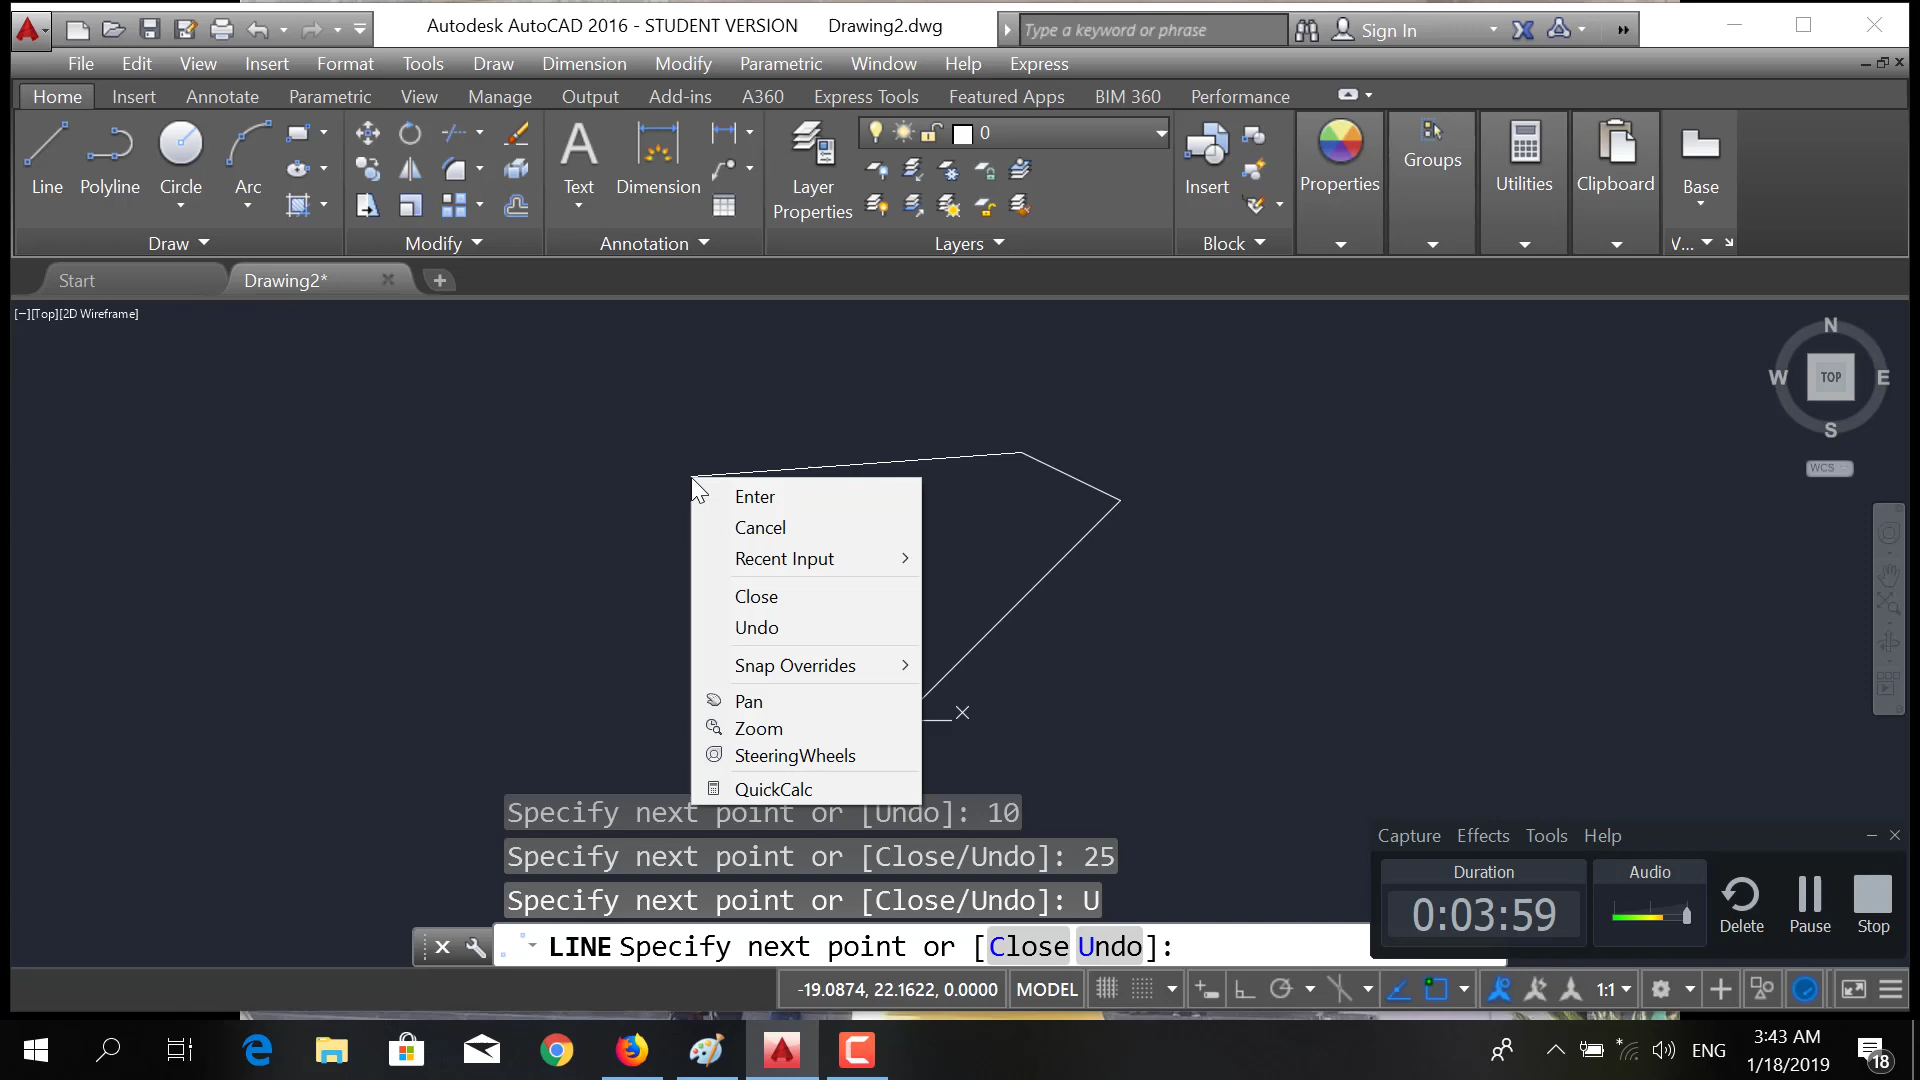 Autodesk AutoCAD 2016 - STUDENT VERSION Drawing2.dwg
Type a keyword or phrase
Sign In
File Edit View Insert Format Tools Draw Dimension Modify Parametric Window Help Express
Home Insert Annotate Parametric View Manage Output Add-ins A360 Express Tools Featured Apps BIM 360 Performance
0
Line Polyline Circle Arc
Text Dimension
Layer Properties
Insert
Properties
Groups
Utilities
Clipboard
Base
Draw Modify Annotation Layers Block V...
Start Drawing2*
[−][Top][2D Wireframe]
N
W TOP E
S
WCS
Enter
Cancel
Recent Input
Close
Undo
Snap Overrides
Pan
Zoom
SteeringWheels
QuickCalc
Specify next point or [Undo]: 10
Specify next point or [Close/Undo]: 25
Specify next point or [Close/Undo]: U
LINE Specify next point or [Close Undo]:
Capture Effects Tools Help
Duration Audio
0:03:59
Delete Pause Stop
-19.0874, 22.1622, 0.0000 MODEL 1:1
ENG
3:43 AM
1/18/2019
18